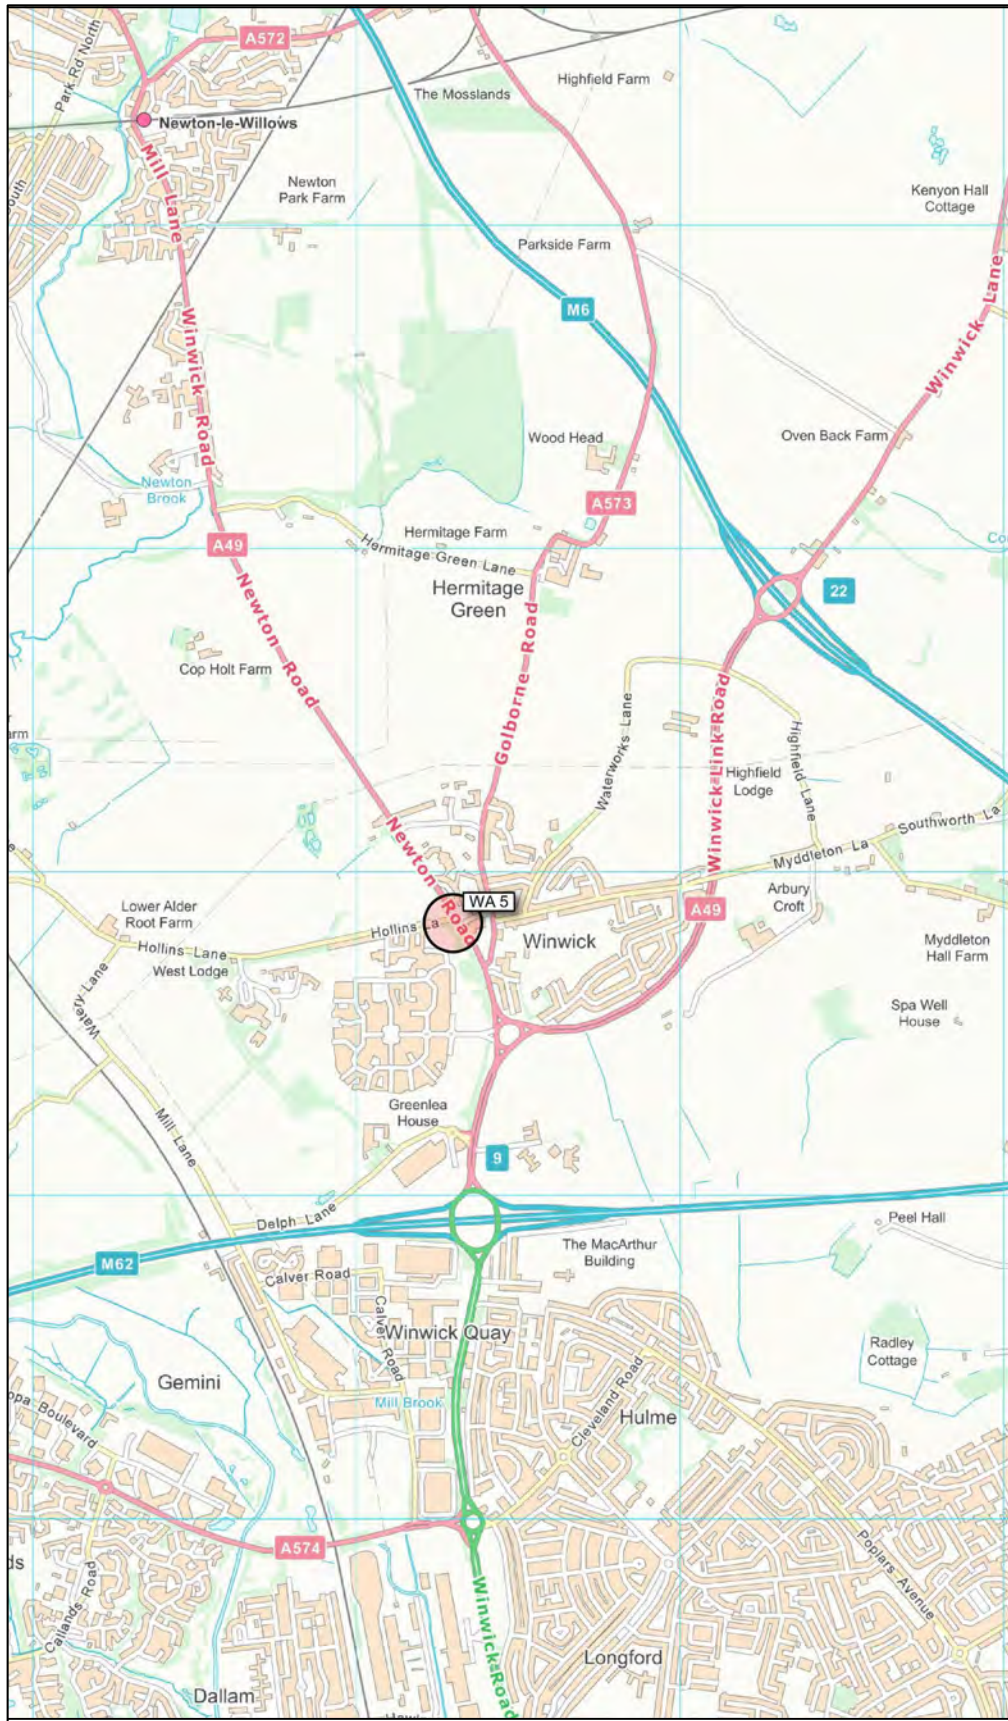 A572
Park Rd North
Highfield Farm
The Mosslands
Newton-le-Willows
Mill Lane
Newton
Park Farm
Kenyon Hall
Cottage
South
Parkside Farm
M6
Winwick Lane
Winwick Road
Wood Head
Oven Back Farm
Newton
Brook
A573
Hermitage Farm
A49
Hermitage Green Lane
Hermitage
Green
22
Newton Road
Golborne Road
Cop Holt Farm
Waterworks Lane
Winwick Link Road
Highfield Lane
Highfield
Lodge
arm
Southworth La
Newton Road
Myddleton La
WA 5
A49
Arbury
Croft
Lower Alder
Root Farm
Hollins La
Winwick
Hollins Lane
Myddleton
Hall Farm
West Lodge
Watery Lane
Spa Well
House
Greenlea
House
Mill Lane
9
Delph Lane
Peel Hall
M62
The MacArthur
Building
Calver Road
Calver Road
Winwick Quay
Radley
Cottage
Gemini
Mill Brook
Cleveland Road
Hulme
opa Boulevard
A574
Poplars Avenue
ds
Callands Road
Winwick Road
Longford
Dallam